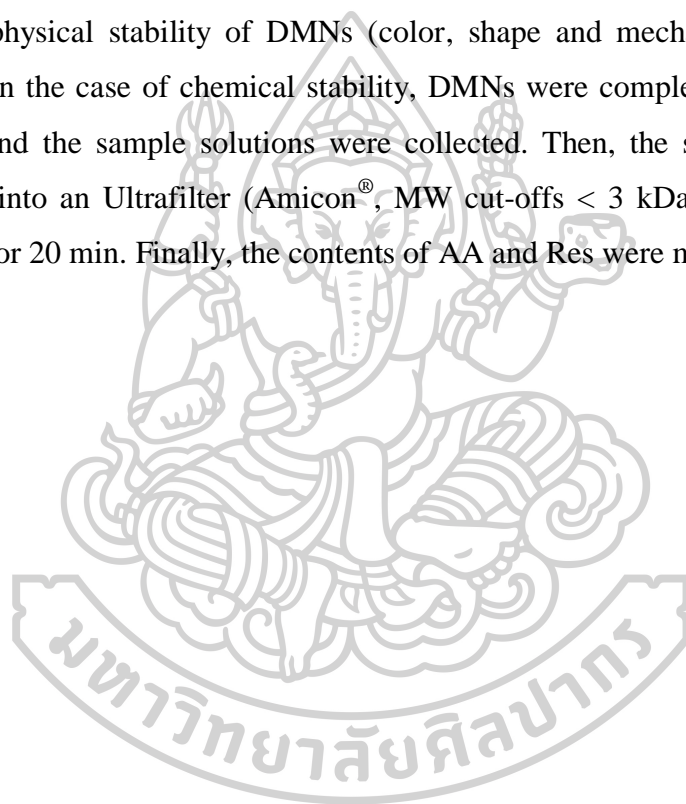 physical stability of DMNs (color, shape and mech
n the case of chemical stability, DMNs were comple
nd the sample solutions were collected. Then, the s
into an Ultrafilter (Amicon®, MW cut-offs < 3 kDa
or 20 min. Finally, the contents of AA and Res were
มหาวิทยาลัยศิลปากร